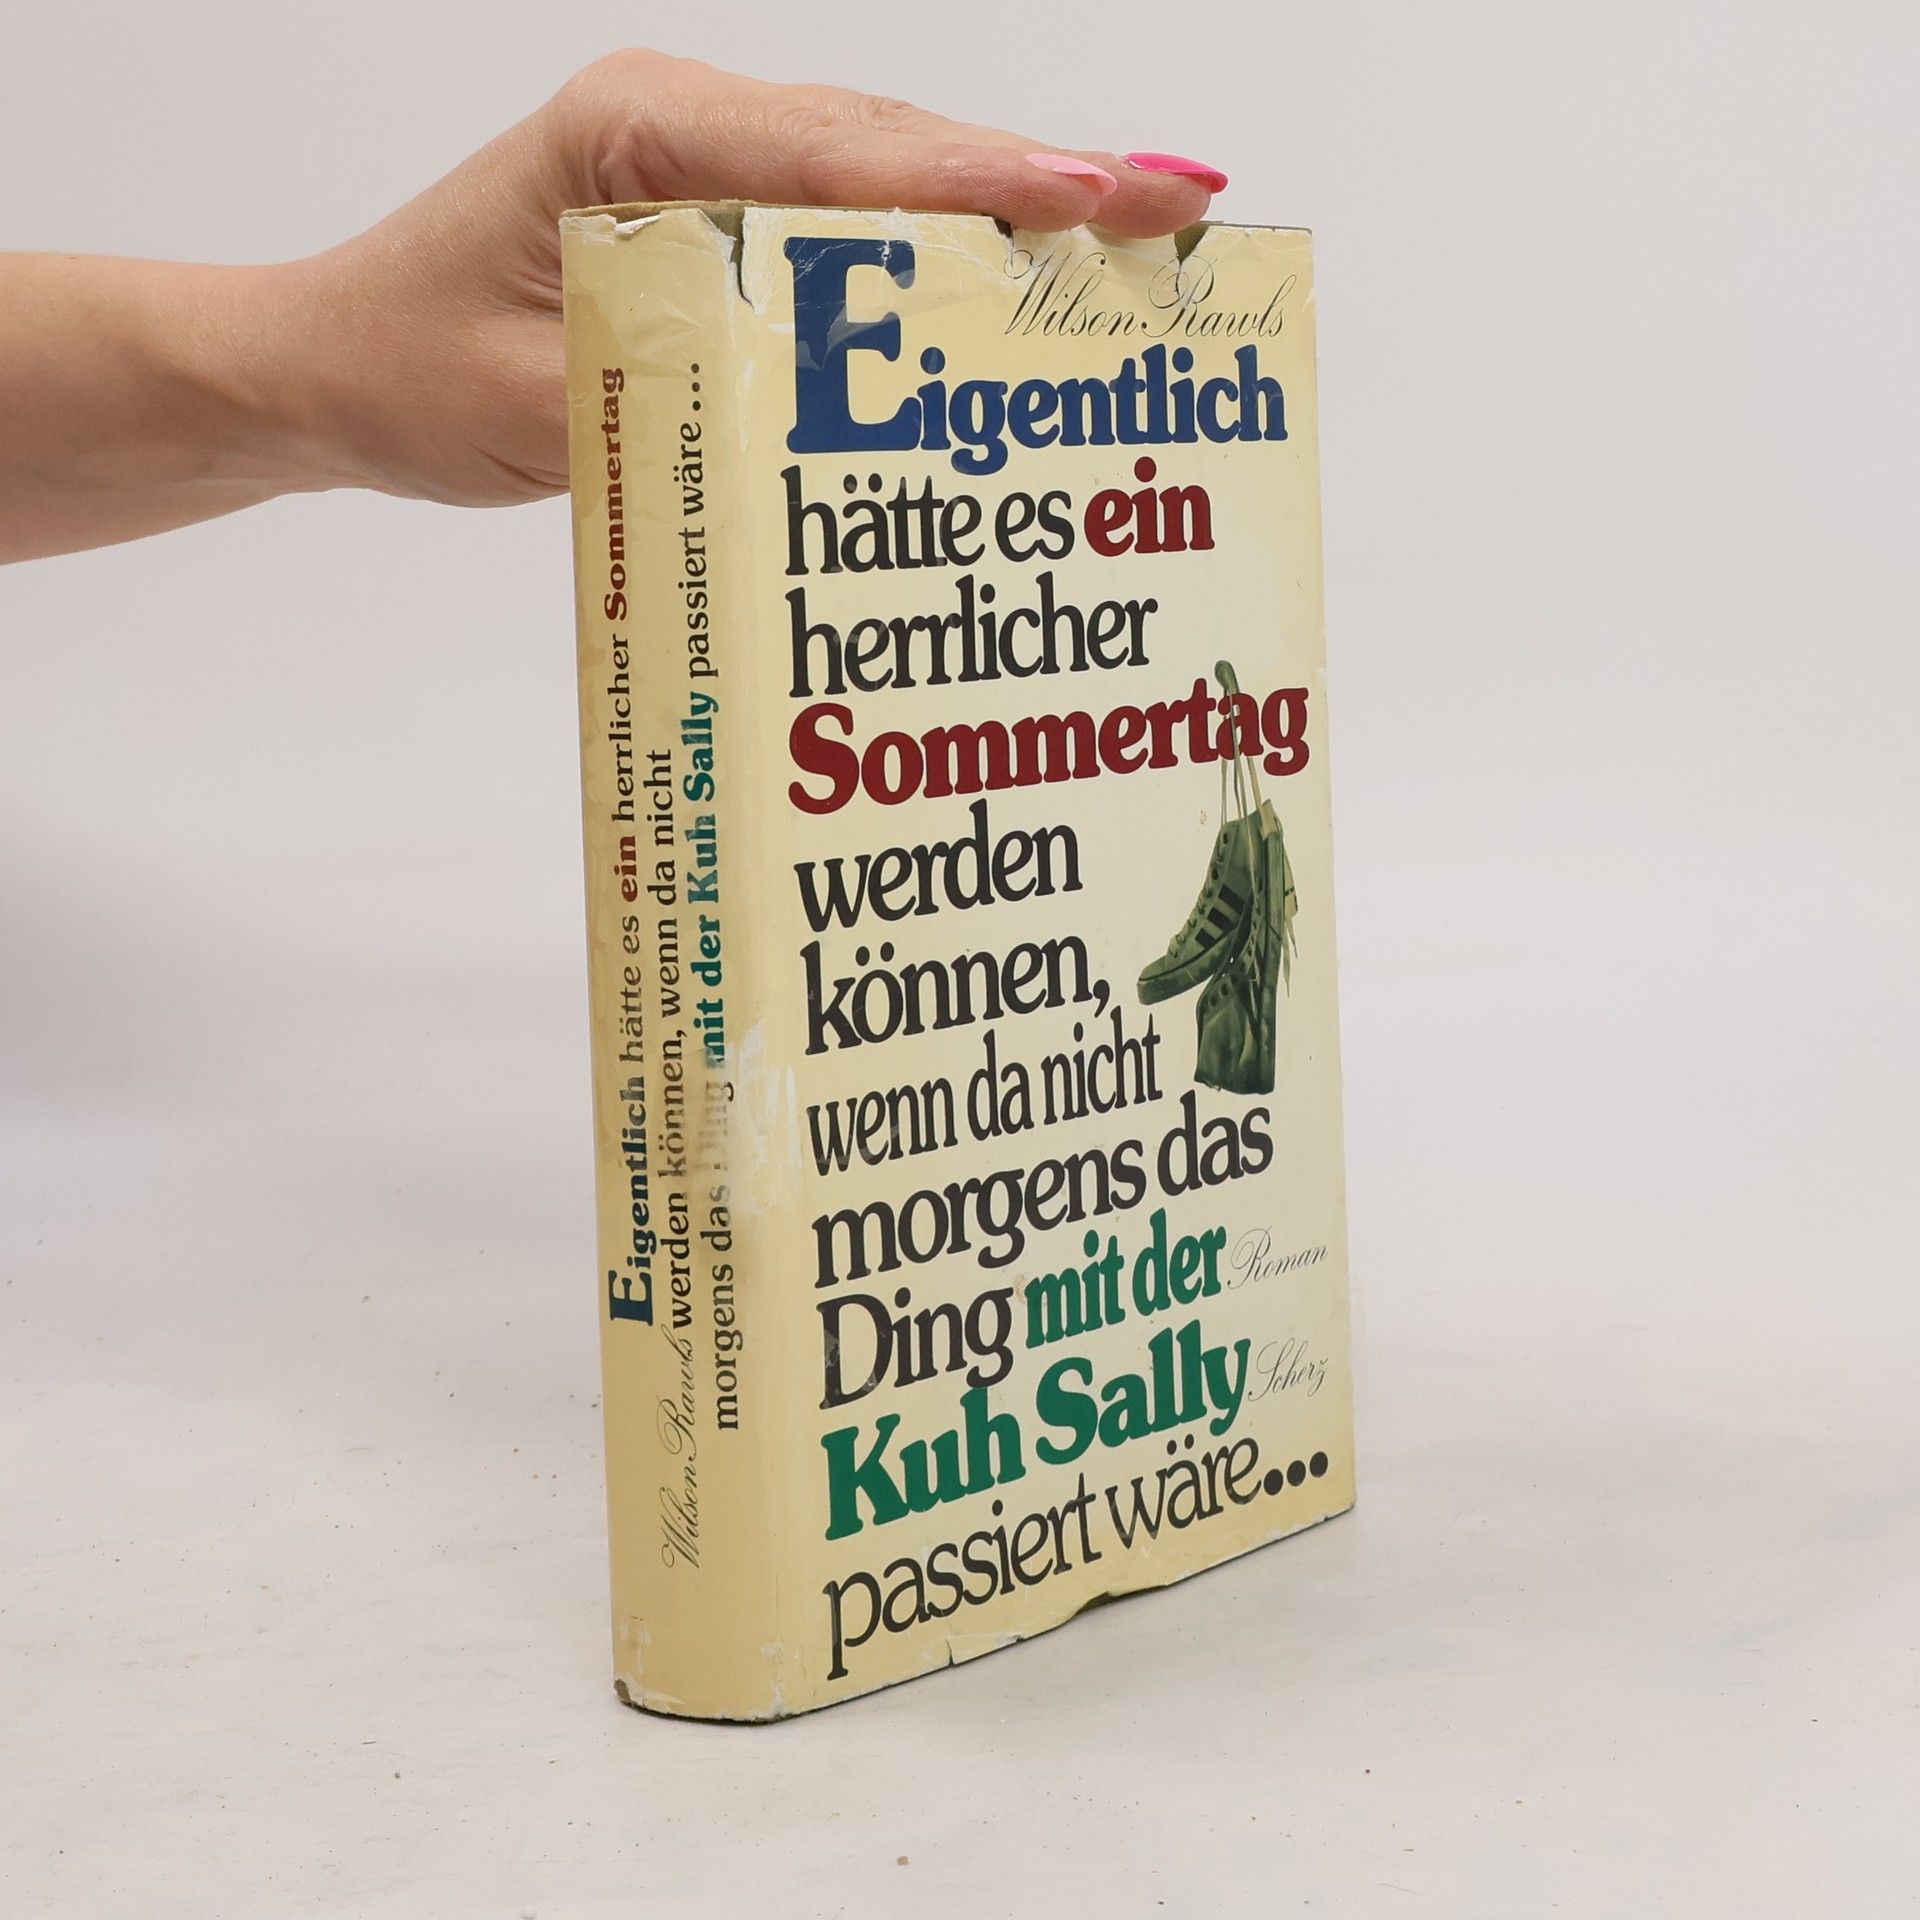 Wilson Rawls
Eigentlich
hätte es ein
herrlicher
Sommertag
werden
können,
wenn da nicht
morgens das
Ding mit der
Roman
Kuh Sally
Scherz
passiert wäre...
Wilson Rawls
Eigentlich hätte es ein herrlicher Sommertag
werden können, wenn da nicht
morgens das Ding mit der Kuh Sally passiert wäre...